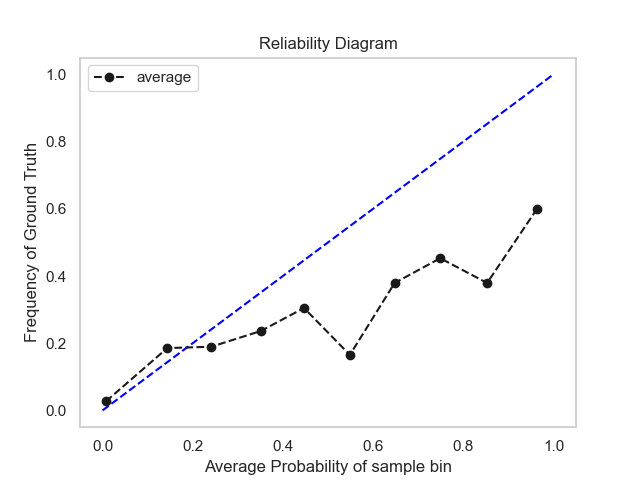 Reliability Diagram
average
Frequency of Ground Truth
1.0
0.8
0.6
0.4
0.2
0.0
0.0 0.2 0.4 0.6 0.8 1.0
Average Probability of sample bin